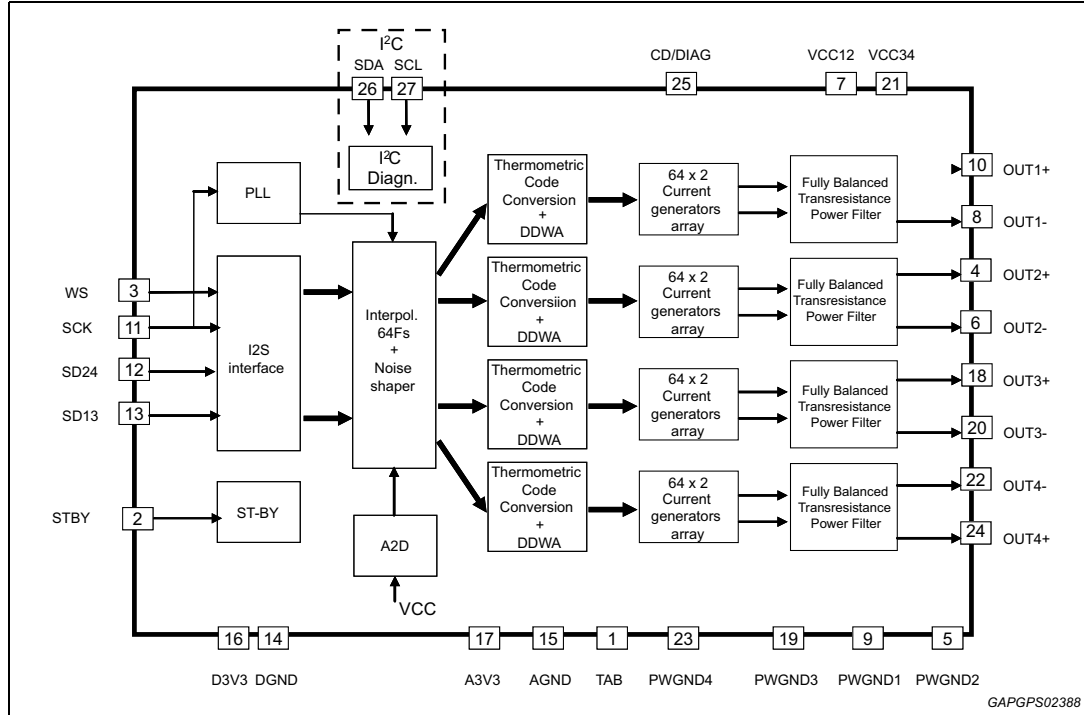 I²C
SDA SCL
26 27
I²C
Diagn.
CD/DIAG
25
VCC12 VCC34
7 21
PLL
WS 3
SCK 11
SD24 12
SD13 13
I2S
interface
STBY 2
ST-BY
Interpol.
64Fs
+
Noise
shaper
A2D
VCC
Thermometric
Code
Conversion
+
DDWA
64 x 2
Current
generators
array
Fully Balanced
Transresistance
Power Filter
10 OUT1+
8 OUT1-
Thermometric
Code
Conversiion
+
DDWA
64 x 2
Current
generators
array
Fully Balanced
Transresistance
Power Filter
4 OUT2+
6 OUT2-
Thermometric
Code
Conversion
+
DDWA
64 x 2
Current
generators
array
Fully Balanced
Transresistance
Power Filter
18 OUT3+
20 OUT3-
Thermometric
Code
Conversion
+
DDWA
64 x 2
Current
generators
array
Fully Balanced
Transresistance
Power Filter
22 OUT4-
24 OUT4+
16 14 17 15 1 23 19 9 5
D3V3 DGND A3V3 AGND TAB PWGND4 PWGND3 PWGND1 PWGND2
GAPGPS02388